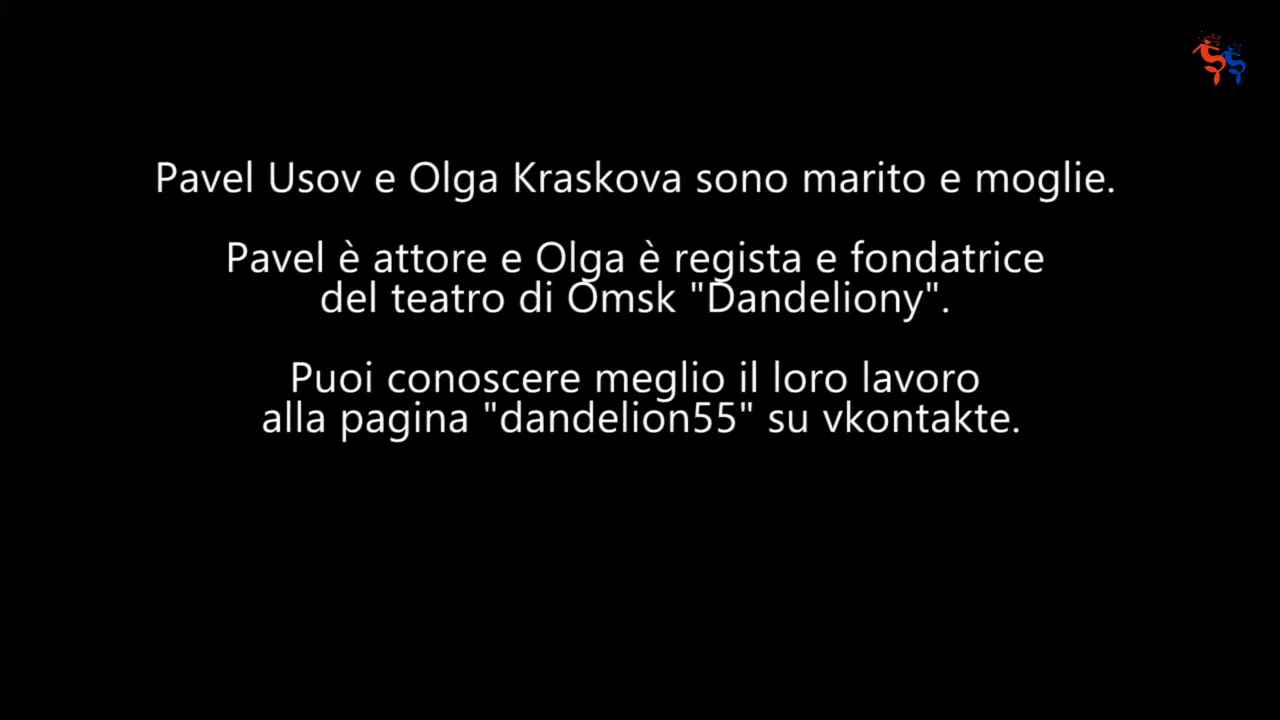 Pavel Usov e Olga Kraskova sono marito e moglie.
Pavel è attore e Olga è regista e fondatrice
del teatro di Omsk "Dandeliony".
Puoi conoscere meglio il loro lavoro
alla pagina "dandelion55" su vkontakte.